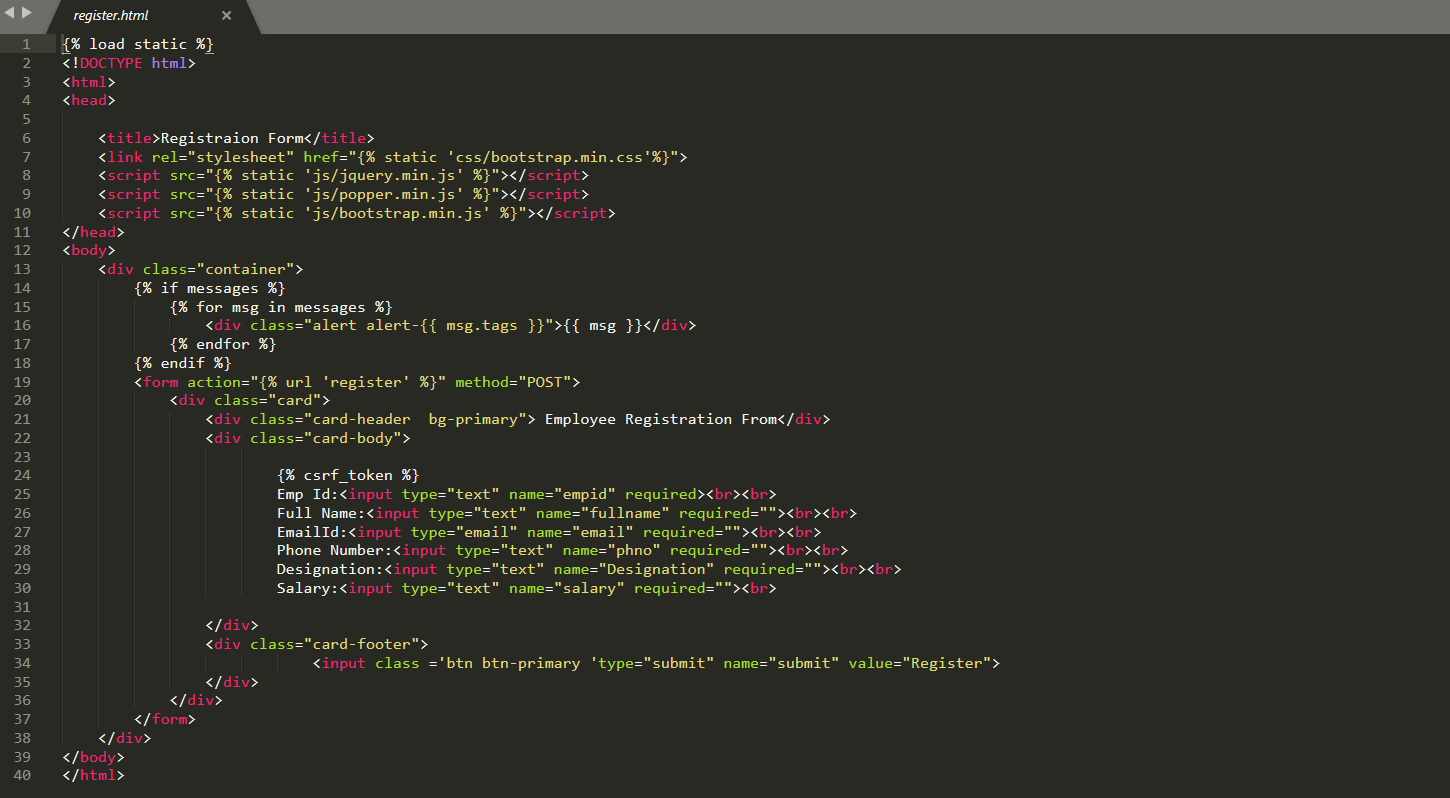 register.html ×
1 {% load static %}
2 <!DOCTYPE html>
3 <html>
4 <head>
5
6     <title>Registraion Form</title>
7     <link rel="stylesheet" href="{% static 'css/bootstrap.min.css'%}">
8     <script src="{% static 'js/jquery.min.js' %}"></script>
9     <script src="{% static 'js/popper.min.js' %}"></script>
10     <script src="{% static 'js/bootstrap.min.js' %}"></script>
11 </head>
12 <body>
13     <div class="container">
14         {% if messages %}
15             {% for msg in messages %}
16                 <div class="alert alert-{{ msg.tags }}">{{ msg }}</div>
17             {% endfor %}
18         {% endif %}
19         <form action="{% url 'register' %}" method="POST">
20             <div class="card">
21                 <div class="card-header  bg-primary"> Employee Registration From</div>
22                 <div class="card-body">
23
24                         {% csrf_token %}
25                         Emp Id:<input type="text" name="empid" required><br><br>
26                         Full Name:<input type="text" name="fullname" required=""><br><br>
27                         EmailId:<input type="email" name="email" required=""><br><br>
28                         Phone Number:<input type="text" name="phno" required=""><br><br>
29                         Designation:<input type="text" name="Designation" required=""><br><br>
30                         Salary:<input type="text" name="salary" required=""><br>
31
32                 </div>
33                 <div class="card-footer">
34                             <input class ='btn btn-primary 'type="submit" name="submit" value="Register">
35                 </div>
36             </div>
37         </form>
38     </div>
39 </body>
40 </html>